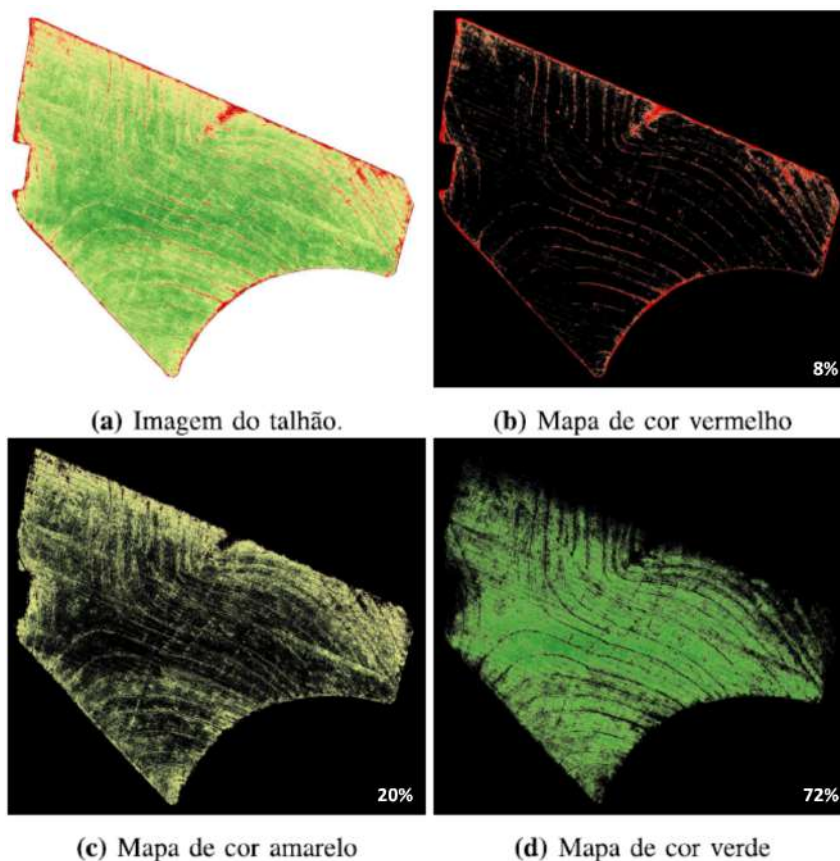 8%
(a) Imagem do talhão.
(b) Mapa de cor vermelho
20%
72%
(c) Mapa de cor amarelo
(d) Mapa de cor verde